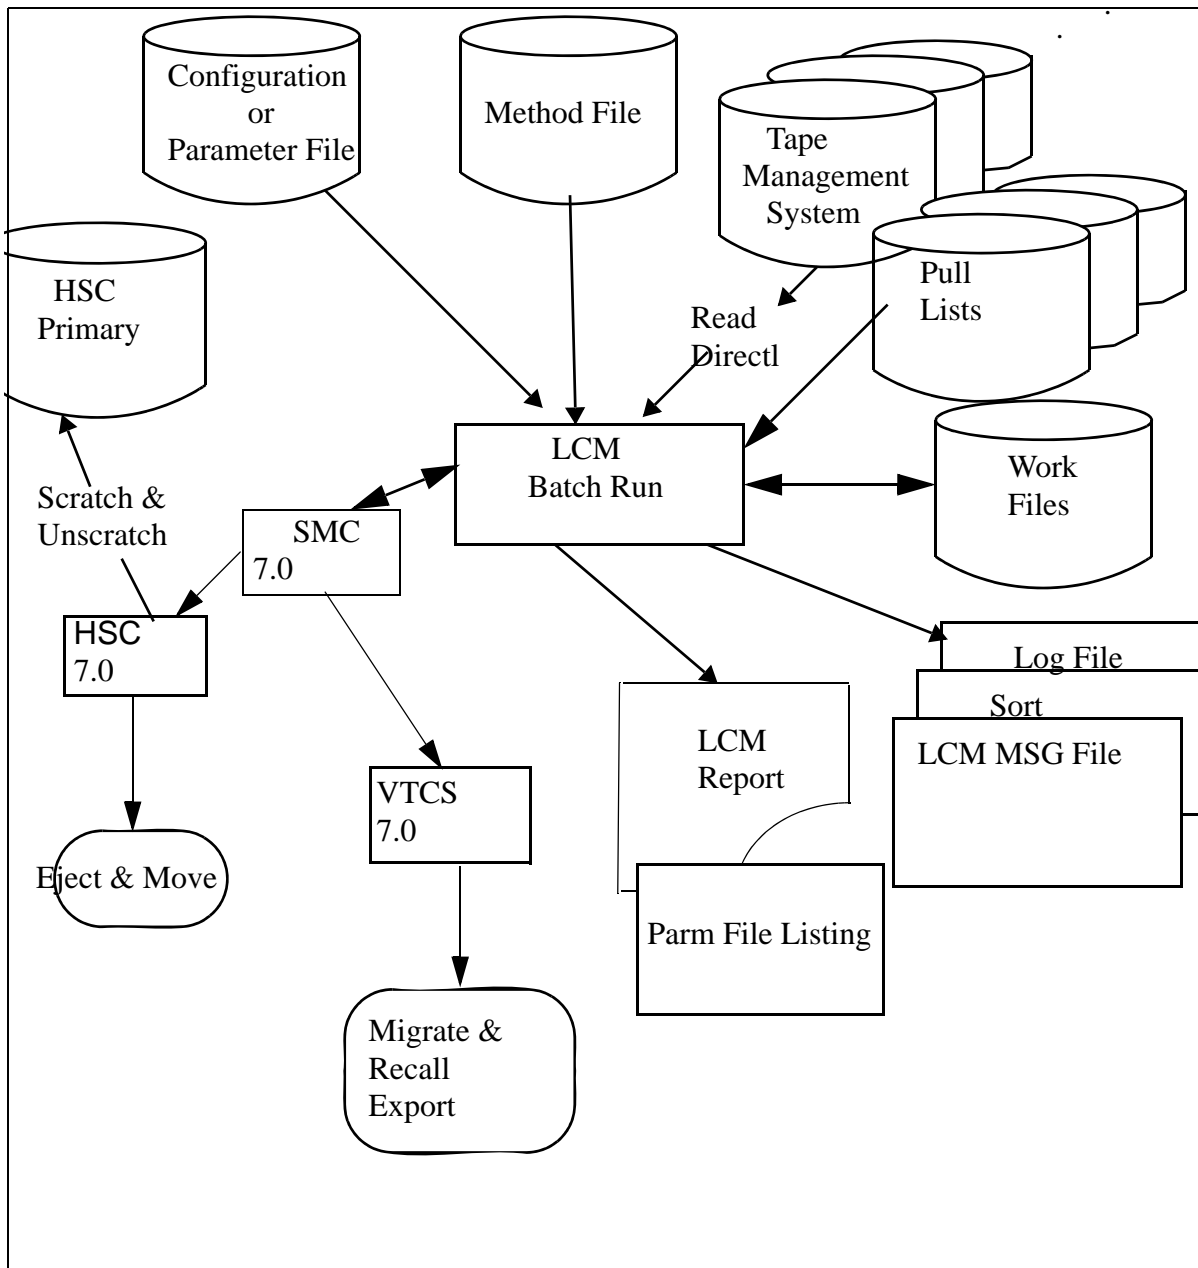 Configuration
or
Parameter File
Method File
Tape
Management
System
Pull
Lists
HSC
Primary
Read
Directl
LCM
Batch Run
Work
Files
Scratch &
Unscratch
SMC
7.0
HSC
7.0
Log File
Sort
LCM MSG File
LCM
Report
VTCS
7.0
Eject & Move
Parm File Listing
Migrate &
Recall
Export